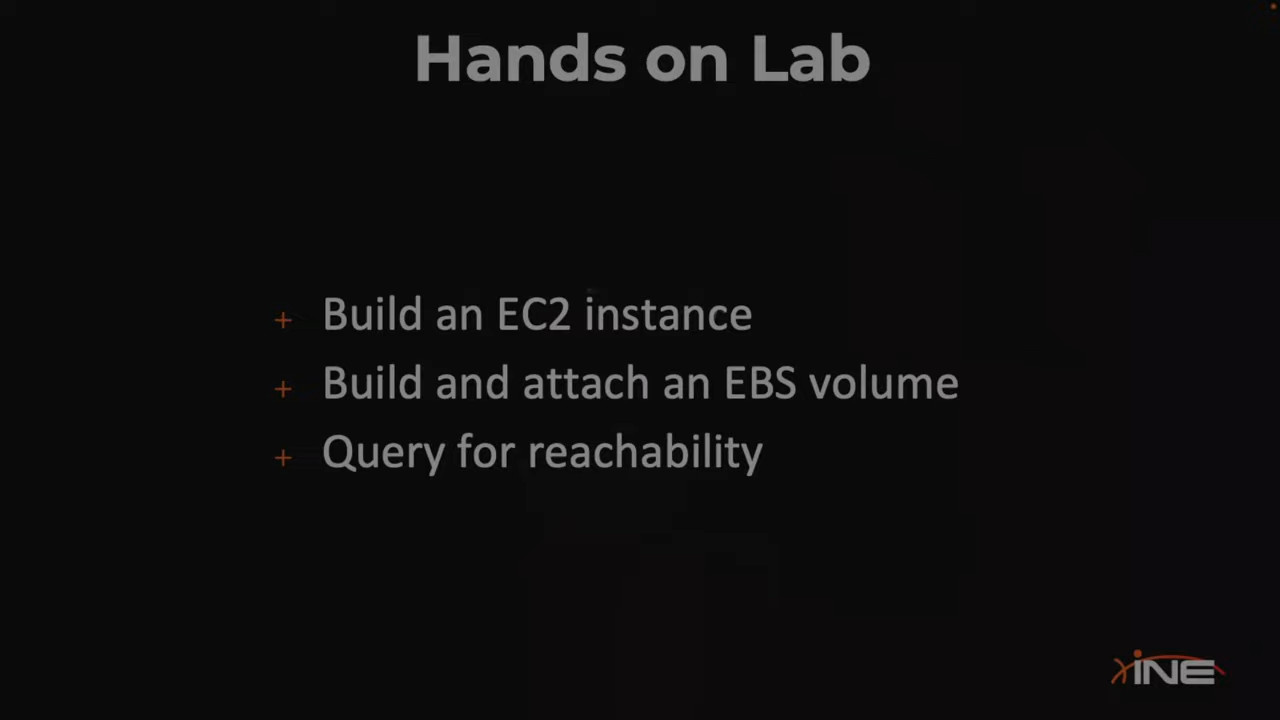 Hands on Lab
+ Build an EC2 instance
+ Build and attach an EBS volume
+ Query for reachability
INE